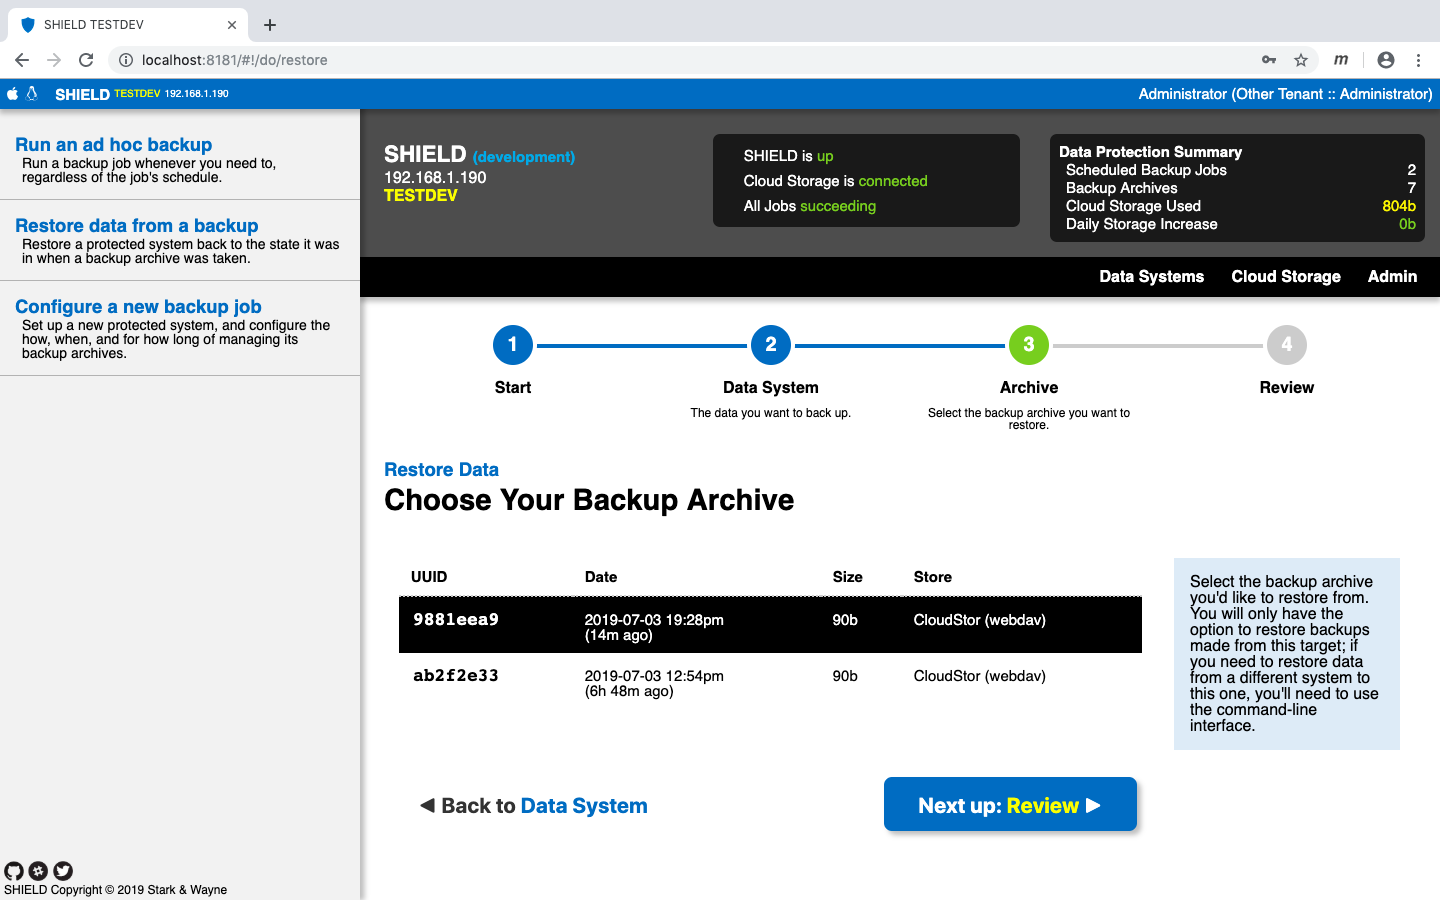 SHIELD TESTDEV
localhost:8181/#!/do/restore
m
SHIELD TESTDEV 192.168.1.190
Administrator (Other Tenant :: Administrator)
Run an ad hoc backup
Run a backup job whenever you need to,
regardless of the job's schedule.
Restore data from a backup
Restore a protected system back to the state it was
in when a backup archive was taken.
Configure a new backup job
Set up a new protected system, and configure the
how, when, and for how long of managing its
backup archives.
SHIELD (development)
192.168.1.190
TESTDEV
SHIELD is up
Cloud Storage is connected
All Jobs succeeding
Data Protection Summary
Scheduled Backup Jobs 2
Backup Archives 7
Cloud Storage Used 804b
Daily Storage Increase 0b
Data Systems Cloud Storage Admin
1 2 3 4
Start Data System Archive Review
The data you want to back up.
Select the backup archive you want to
restore.
Restore Data
Choose Your Backup Archive
UUID Date Size Store
9881eea9 2019-07-03 19:28pm 90b CloudStor (webdav)
(14m ago)
ab2f2e33 2019-07-03 12:54pm 90b CloudStor (webdav)
(6h 48m ago)
Select the backup archive
you'd like to restore from.
You will only have the
option to restore backups
made from this target; if
you need to restore data
from a different system to
this one, you'll need to use
the command-line
interface.
Back to Data System
Next up: Review
SHIELD Copyright © 2019 Stark & Wayne